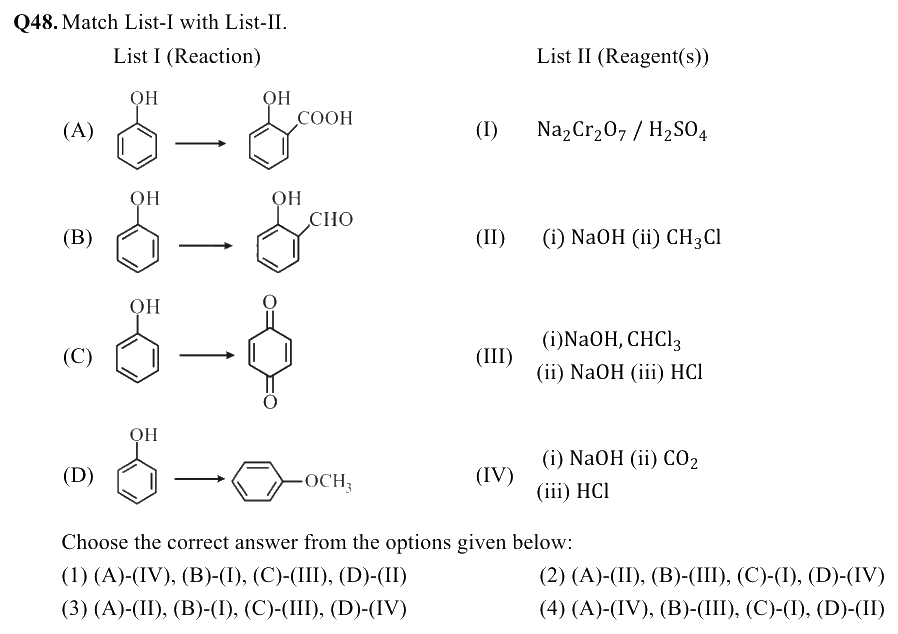 Q48. Match List-I with List-II.
List I (Reaction) List II (Reagent(s))
OH OH
(A) COOH (I) Na₂Cr₂O₇ / H₂SO₄
OH OH
(B) CHO (II) (i) NaOH (ii) CH₃Cl
OH O
(C) (III) (i)NaOH, CHCl₃
(ii) NaOH (iii) HCl
O
OH
(D) OCH₃ (IV) (i) NaOH (ii) CO₂
(iii) HCl
Choose the correct answer from the options given below:
(1) (A)-(IV), (B)-(I), (C)-(III), (D)-(II) (2) (A)-(II), (B)-(III), (C)-(I), (D)-(IV)
(3) (A)-(II), (B)-(I), (C)-(III), (D)-(IV) (4) (A)-(IV), (B)-(III), (C)-(I), (D)-(II)